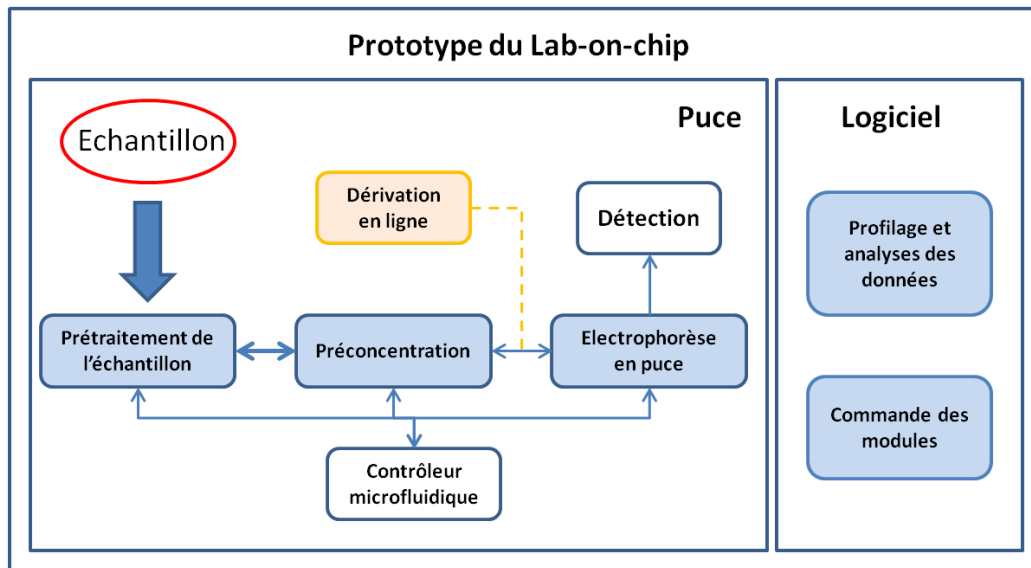 Prototype du Lab-on-chip
Puce
Echantillon
Dérivation
en ligne
Détection
Prétraitement de
l'échantillon
Préconcentration
Electrophorèse
en puce
Contrôleur
microfluidique
Logiciel
Profilage et
analyses des
données
Commande des
modules